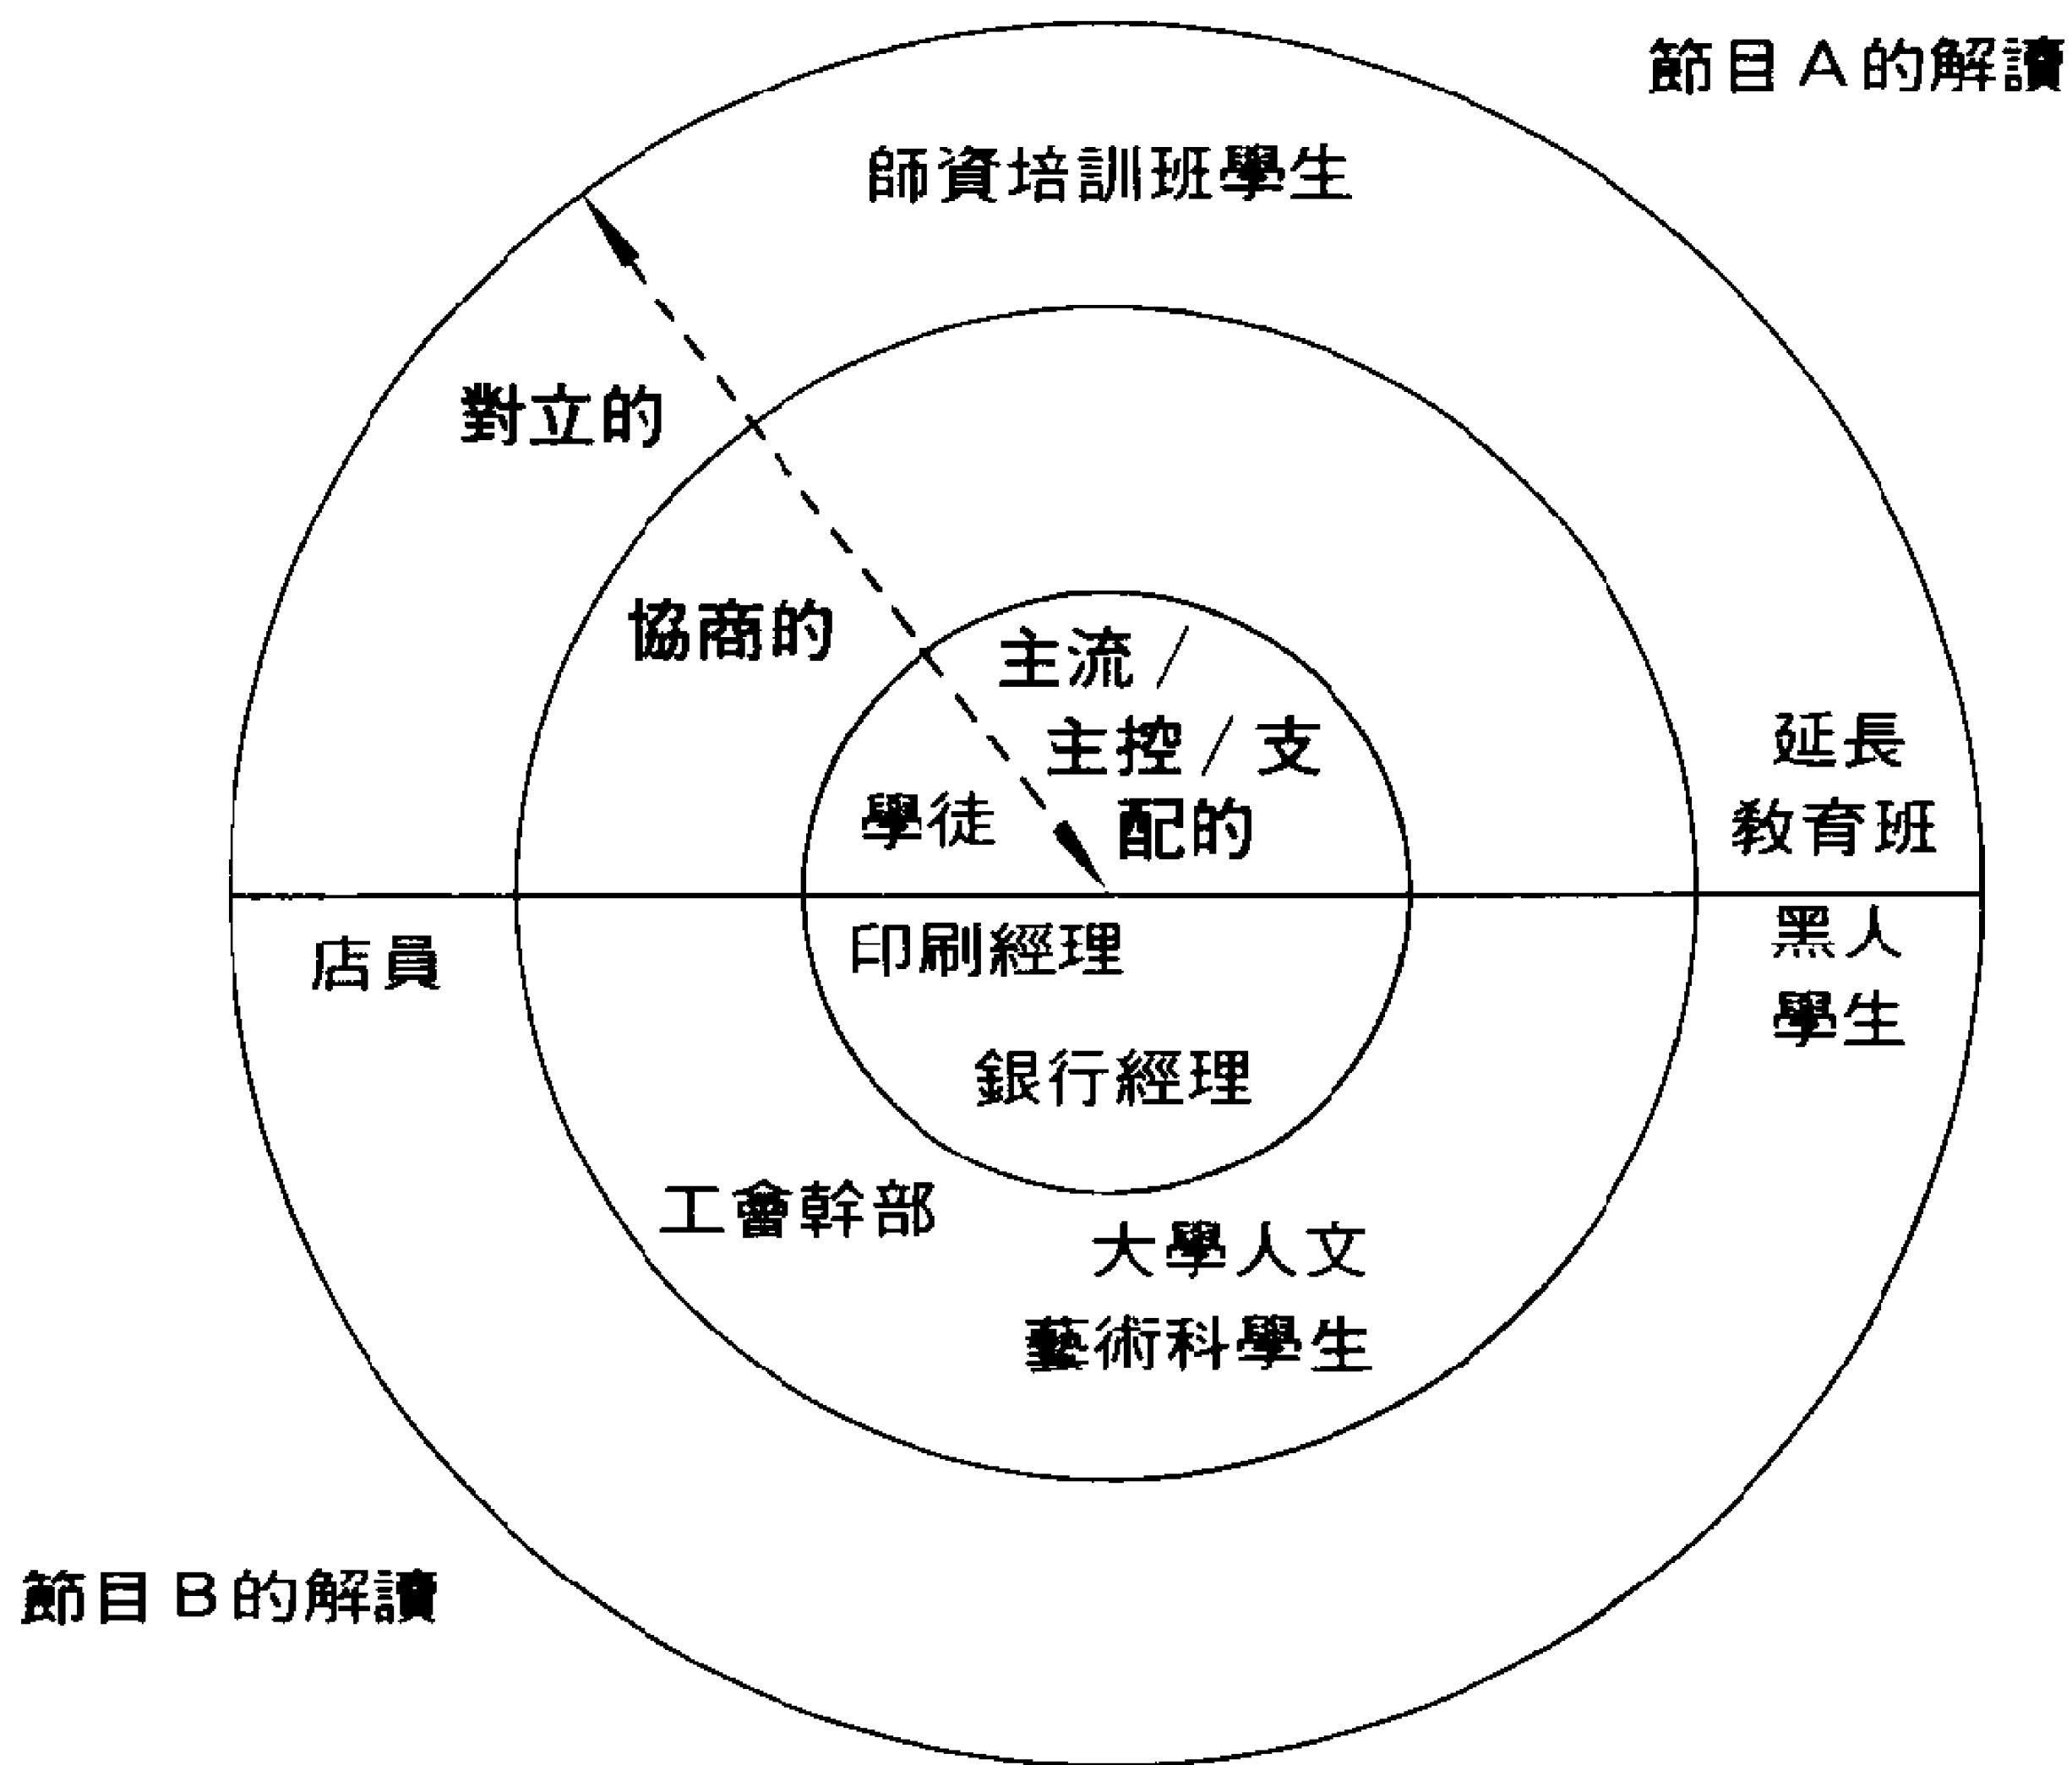 節目A的解讀
師資培訓班學生
對立的
協商的
主流/
主控/支
配的
學徒
延長
教育班
店員
印刷經理
黑人
學生
銀行經理
工會幹部
大學人文
藝術科學生
節目B的解讀